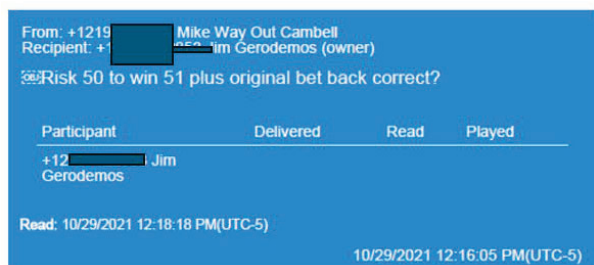 From: +1219 Mike Way Out Cambell
Recipient: +1 Jim Gerodemos (owner)
Risk 50 to win 51 plus original bet back correct?
Participant Delivered Read Played
+12 Jim
Gerodemos
Read: 10/29/2021 12:18:18 PM(UTC-5)
10/29/2021 12:16:05 PM(UTC-5)